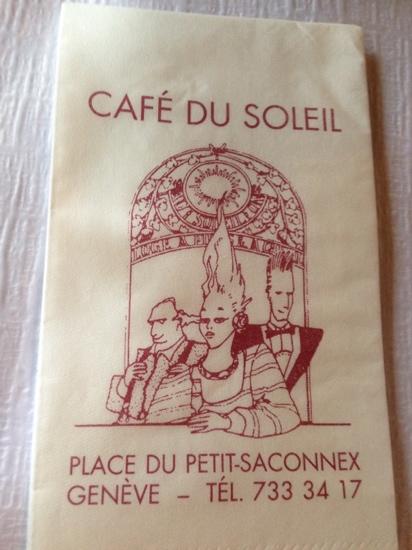 CAFÉ DU SOLEIL
PLACE DU PETIT-SACONNEX
GENÈVE – TÉL. 733 34 17